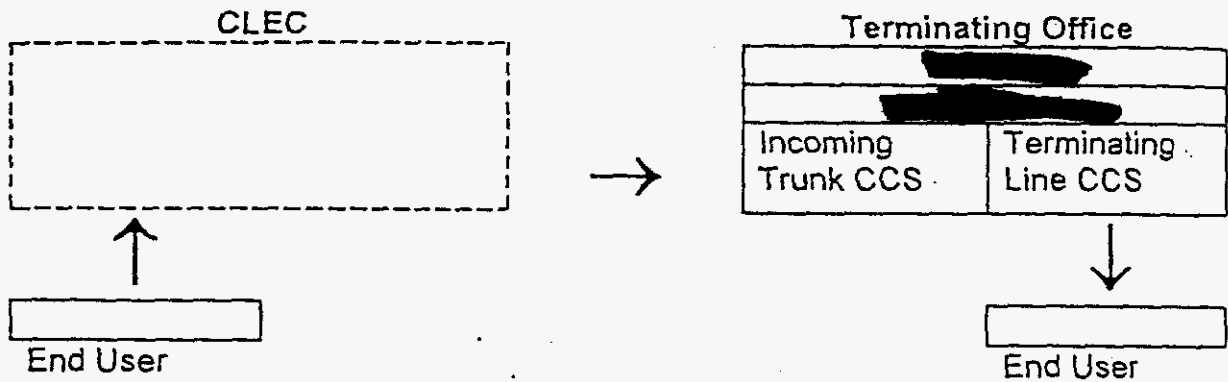 CLEC
Terminating Office
Incoming
Trunk CCS
Terminating
Line CCS
End User
End User